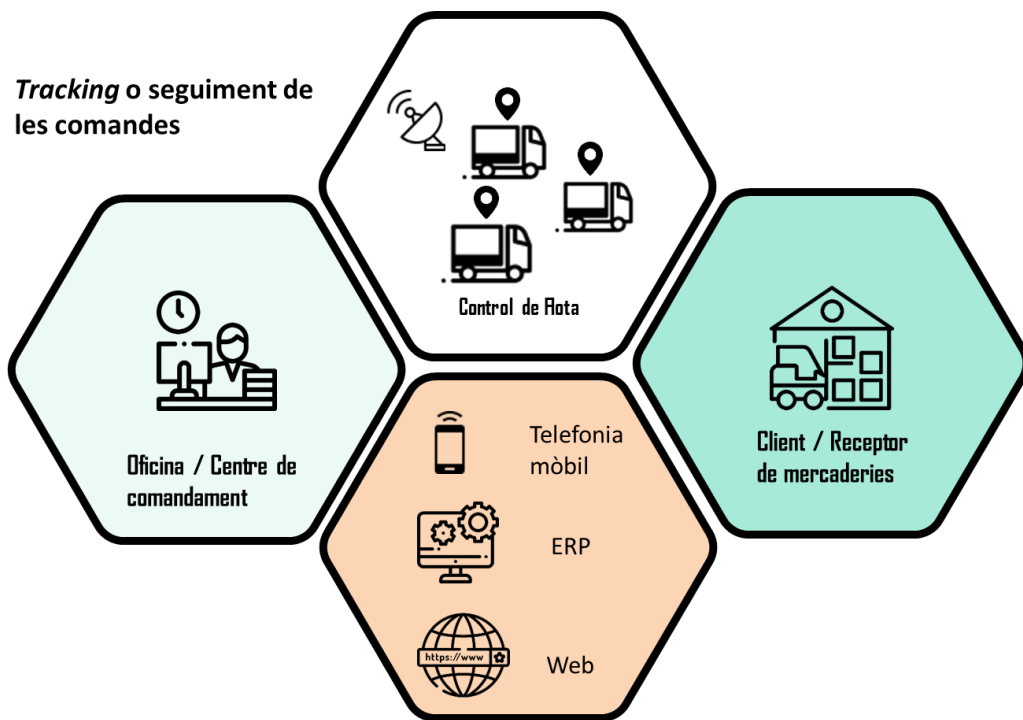 Tracking o seguiment de
les comandes
Control de Flota
Oficina / Centre de
comandament
Client / Receptor
de mercaderies
Telefonia
mòbil
ERP
https://www
Web